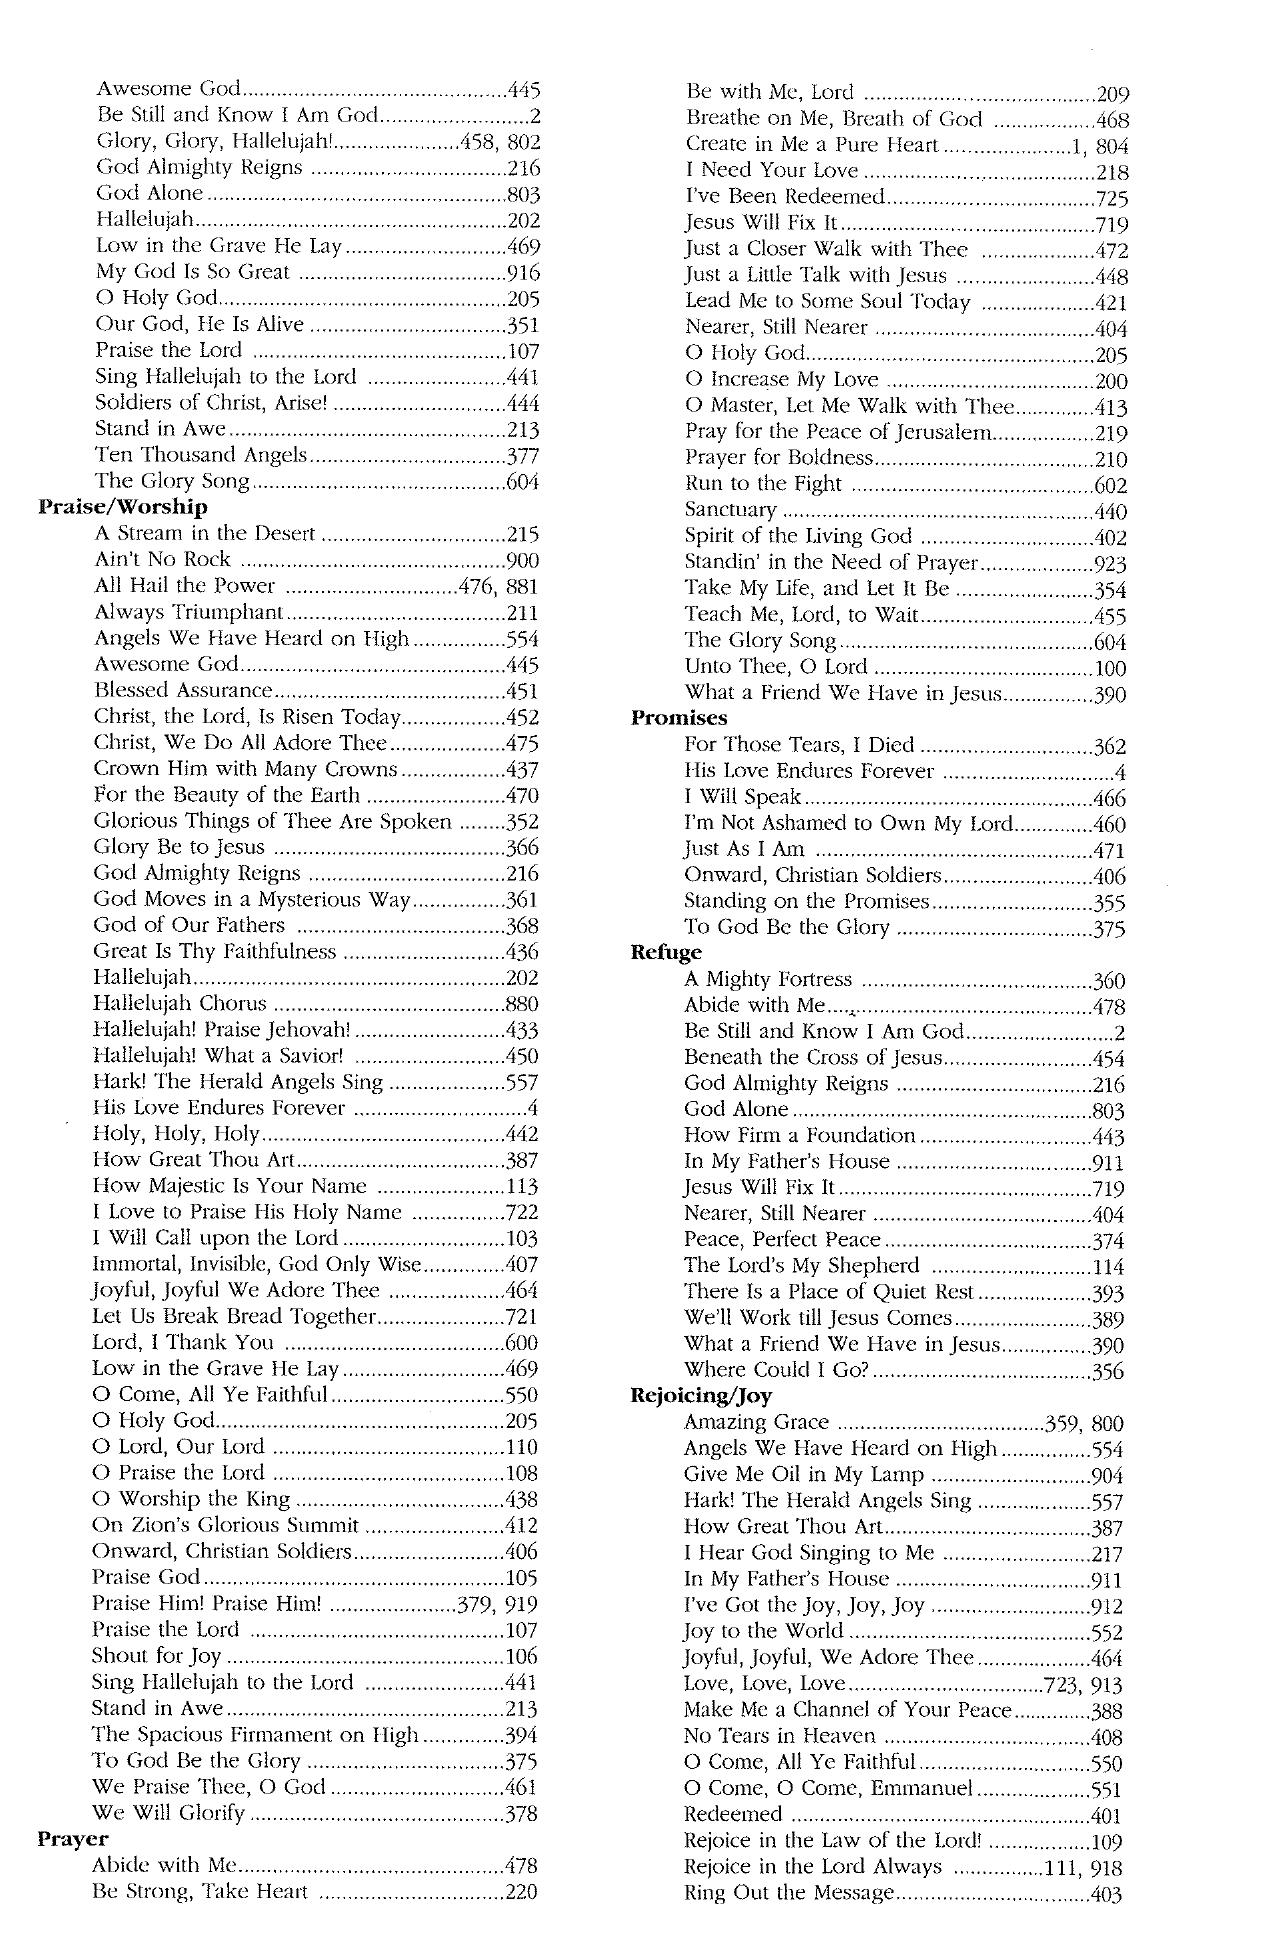 Awesome God..............................................445
Be Still and Know I Am God..........................2
Glory, Glory, Hallelujah!......................458, 802
God Almighty Reigns ..................................216
God Alone....................................................803
Hallelujah......................................................202
Low in the Grave He Lay............................469
My God Is So Great ....................................916
O Holy God..................................................205
Our God, He Is Alive ..................................351
Praise the Lord ............................................107
Sing Hallelujah to the Lord ........................441
Soldiers of Christ, Arise! ..............................444
Stand in Awe................................................213
Ten Thousand Angels..................................377
The Glory Song............................................604
Praise/Worship
A Stream in the Desert ................................215
Ain't No Rock ..............................................900
All Hail the Power ..............................476, 881
Always Triumphant......................................211
Angels We Have Heard on High................554
Awesome God..............................................445
Blessed Assurance........................................451
Christ, the Lord, Is Risen Today..................452
Christ, We Do All Adore Thee....................475
Crown Him with Many Crowns..................437
For the Beauty of the Earth ........................470
Glorious Things of Thee Are Spoken ........352
Glory Be to Jesus ........................................366
God Almighty Reigns ..................................216
God Moves in a Mysterious Way................361
God of Our Fathers ....................................368
Great Is Thy Faithfulness ............................436
Hallelujah......................................................202
Hallelujah Chorus ........................................880
Hallelujah! Praise Jehovah! ..........................433
Hallelujah! What a Savior! ..........................450
Hark! The Herald Angels Sing ....................557
His Love Endures Forever ..............................4
Holy, Holy, Holy..........................................442
How Great Thou Art....................................387
How Majestic Is Your Name ......................113
I Love to Praise His Holy Name ................722
I Will Call upon the Lord............................103
Immortal, Invisible, God Only Wise..............407
Joyful, Joyful We Adore Thee ....................464
Let Us Break Bread Together......................721
Lord, I Thank You ......................................600
Low in the Grave He Lay............................469
O Come, All Ye Faithful..............................550
O Holy God..................................................205
O Lord, Our Lord ........................................110
O Praise the Lord ........................................108
O Worship the King ....................................438
On Zion's Glorious Summit ........................412
Onward, Christian Soldiers..........................406
Praise God....................................................105
Praise Him! Praise Him! ......................379, 919
Praise the Lord ............................................107
Shout for Joy ................................................106
Sing Hallelujah to the Lord ........................441
Stand in Awe................................................213
The Spacious Firmament on High..............394
To God Be the Glory ..................................375
We Praise Thee, O God ..............................461
We Will Glorify ............................................378
Prayer
Abide with Me..............................................478
Be Strong, Take Heart ................................220
Be with Me, Lord ........................................209
Breathe on Me, Breath of God ..................468
Create in Me a Pure Heart......................1, 804
I Need Your Love ........................................218
I've Been Redeemed....................................725
Jesus Will Fix It............................................719
Just a Closer Walk with Thee ....................472
Just a Little Talk with Jesus ........................448
Lead Me to Some Soul Today ....................421
Nearer, Still Nearer ......................................404
O Holy God..................................................205
O Increase My Love ....................................200
O Master, Let Me Walk with Thee..............413
Pray for the Peace of Jerusalem..................219
Prayer for Boldness......................................210
Run to the Fight ..........................................602
Sanctuary ......................................................440
Spirit of the Living God ..............................402
Standin' in the Need of Prayer....................923
Take My Life, and Let It Be ........................354
Teach Me, Lord, to Wait..............................455
The Glory Song............................................604
Unto Thee, O Lord ......................................100
What a Friend We Have in Jesus................390
Promises
For Those Tears, I Died ..............................362
His Love Endures Forever ..............................4
I Will Speak..................................................466
I'm Not Ashamed to Own My Lord..............460
Just As I Am ................................................471
Onward, Christian Soldiers..........................406
Standing on the Promises............................355
To God Be the Glory ..................................375
Refuge
A Mighty Fortress ........................................360
Abide with Me..............................................478
Be Still and Know I Am God..........................2
Beneath the Cross of Jesus..........................454
God Almighty Reigns ..................................216
God Alone....................................................803
How Firm a Foundation..............................443
In My Father's House ..................................911
Jesus Will Fix It............................................719
Nearer, Still Nearer ......................................404
Peace, Perfect Peace....................................374
The Lord's My Shepherd ............................114
There Is a Place of Quiet Rest....................393
We'll Work till Jesus Comes........................389
What a Friend We Have in Jesus................390
Where Could I Go?......................................356
Rejoicing/Joy
Amazing Grace ....................................359, 800
Angels We Have Heard on High................554
Give Me Oil in My Lamp ............................904
Hark! The Herald Angels Sing ....................557
How Great Thou Art....................................387
I Hear God Singing to Me ..........................217
In My Father's House ..................................911
I've Got the Joy, Joy, Joy ............................912
Joy to the World ..........................................552
Joyful, Joyful, We Adore Thee....................464
Love, Love, Love..................................723, 913
Make Me a Channel of Your Peace..............388
No Tears in Heaven ....................................408
O Come, All Ye Faithful..............................550
O Come, O Come, Emmanuel....................551
Redeemed ....................................................401
Rejoice in the Law of the Lord! ..................109
Rejoice in the Lord Always ................111, 918
Ring Out the Message..................................403